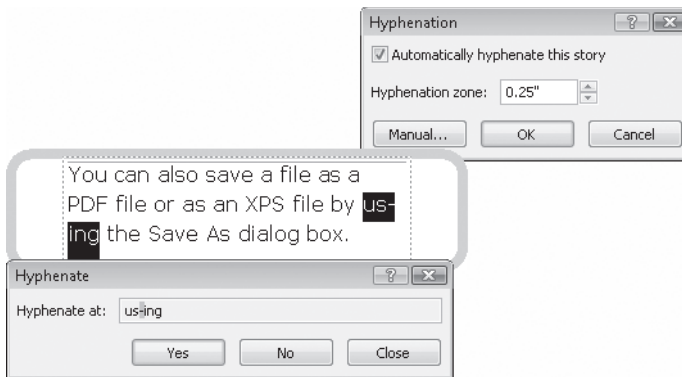 Hyphenation
Automatically hyphenate this story
Hyphenation zone: 0.25"
Manual... OK Cancel
You can also save a file as a
PDF file or as an XPS file by us-
ing the Save As dialog box.
Hyphenate
Hyphenate at: us-ing
Yes No Close